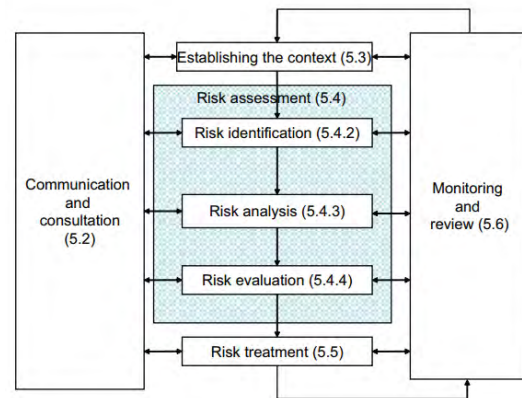 Establishing the context (5.3)
Risk assessment (5.4)
Risk identification (5.4.2)
Communication
and
consultation
(5.2)
Risk analysis (5.4.3)
Monitoring
and
review (5.6)
Risk evaluation (5.4.4)
Risk treatment (5.5)